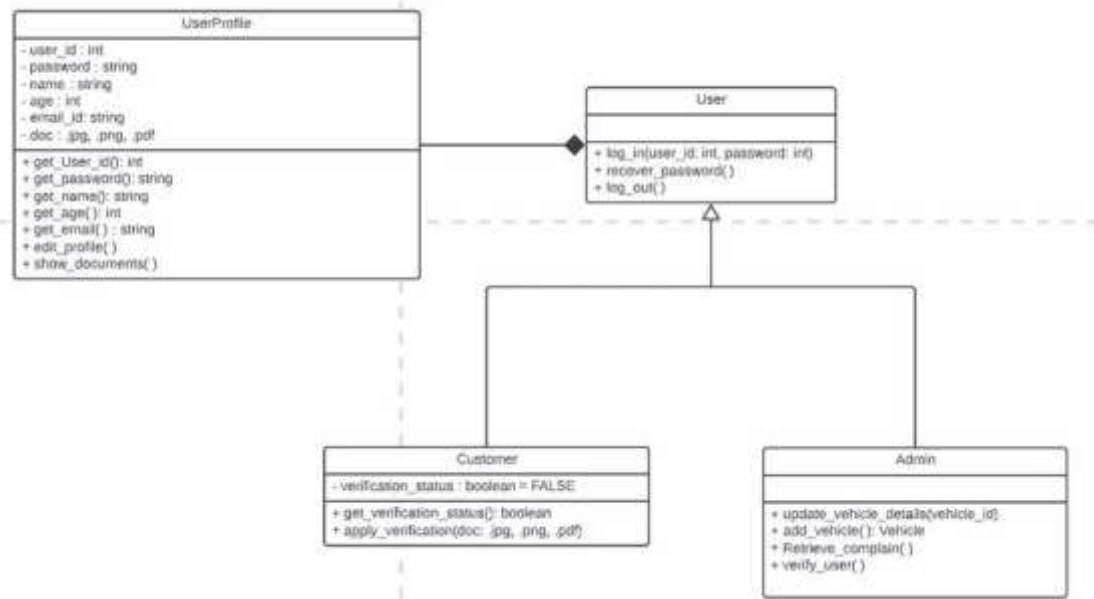 UserProfile
- user_id : int
- password : string
- name : string
- age : int
- email_id: string
- doc : .jpg, .png, .pdf
+ get_User_id(): int
+ get_password(): string
+ get_name(): string
+ get_age( ): int
+ get_email( ) : string
+ edit_profile( )
+ show_documents( )
User
+ log_in(user_id: int, password: int)
+ recover_password( )
+ log_out( )
Customer
- verification_status : boolean = FALSE
+ get_verification_status(): boolean
+ apply_verification(doc: .jpg, .png, .pdf)
Admin
+ update_vehicle_details(vehicle_id)
+ add_vehicle( ): Vehicle
+ Retrieve_complain( )
+ verify_user( )